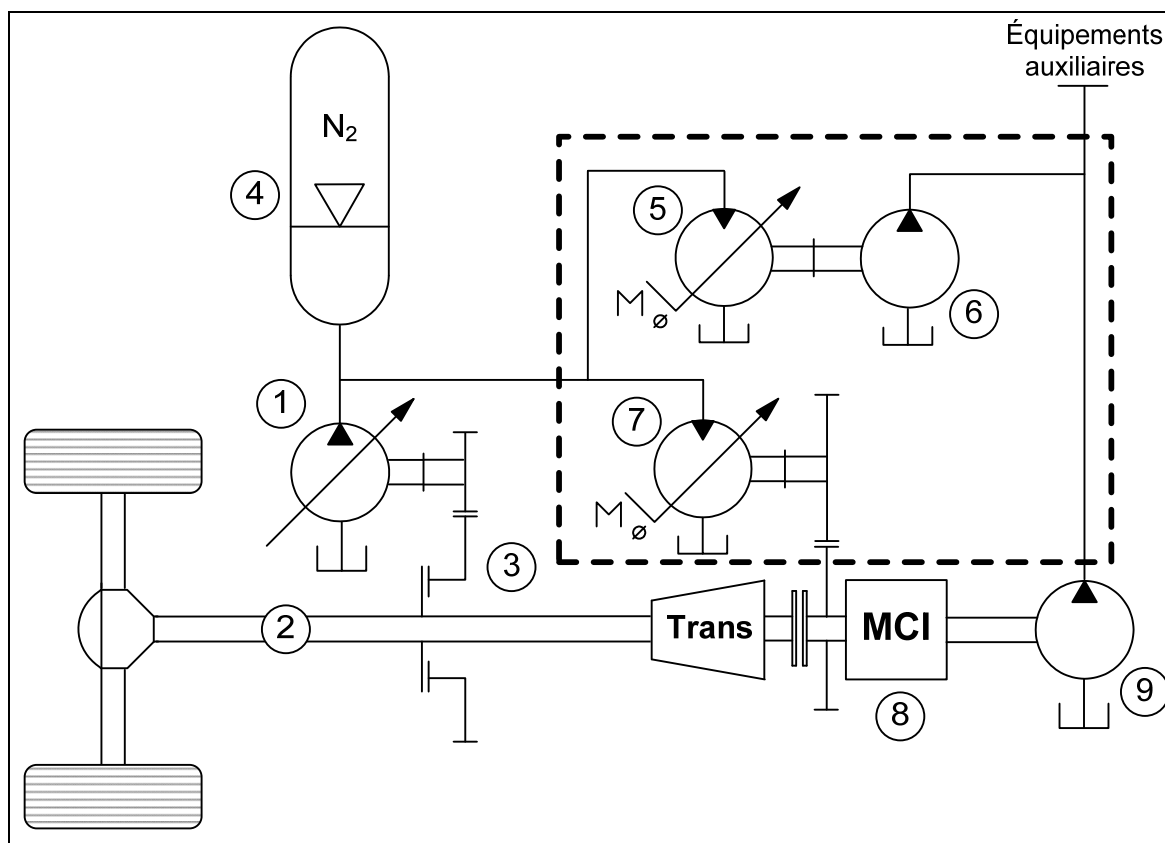 Équipements
auxiliaires
N₂
4
5
M ø
6
1
7
M ø
3
2
Trans
MCI
8
9